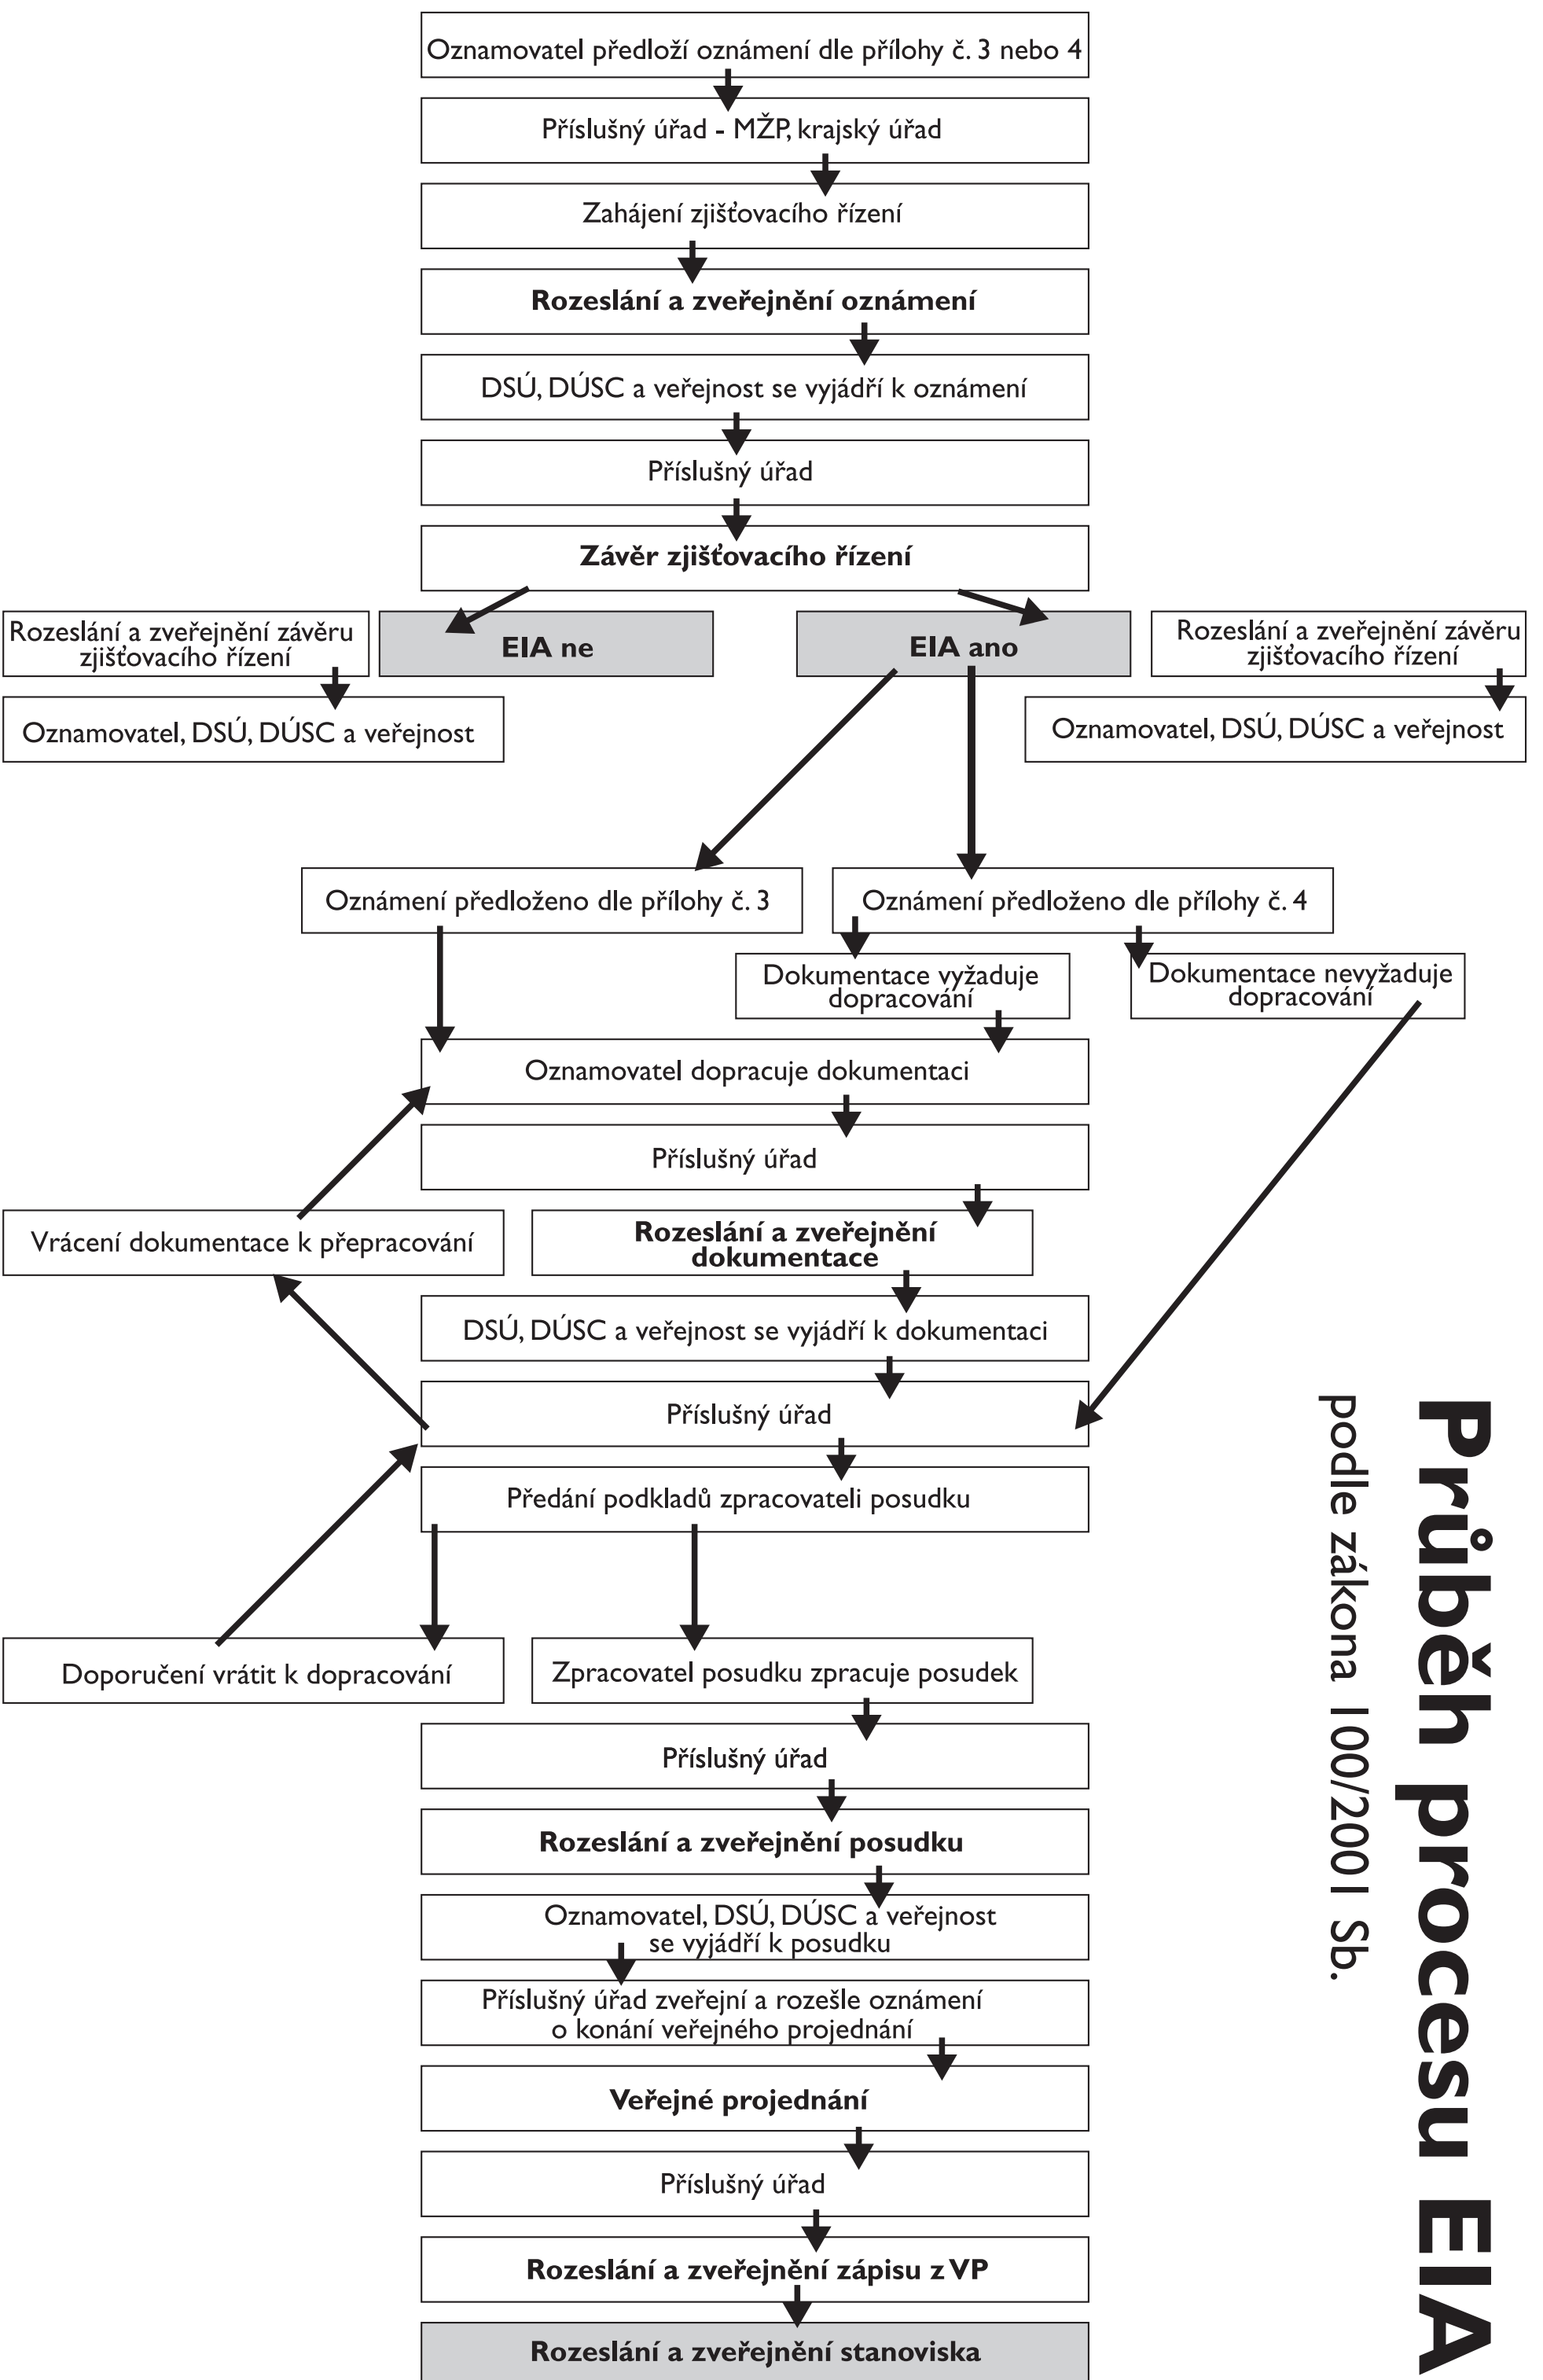 Oznamovatel předloží oznámení dle přílohy č. 3 nebo 4
Příslušný úřad - MŽP, krajský úřad
Zahájení zjišťovacího řízení
Rozeslání a zveřejnění oznámení
DSÚ, DÚSC a veřejnost se vyjádří k oznámení
Příslušný úřad
Závěr zjišťovacího řízení
Rozeslání a zveřejnění závěru
zjišťovacího řízení
EIA ne
EIA ano
Rozeslání a zveřejnění závěru
zjišťovacího řízení
Oznamovatel, DSÚ, DÚSC a veřejnost
Oznamovatel, DSÚ, DÚSC a veřejnost
Oznámení předloženo dle přílohy č. 3
Oznámení předloženo dle přílohy č. 4
Dokumentace vyžaduje
dopracování
Dokumentace nevyžaduje
dopracování
Oznamovatel dopracuje dokumentaci
Příslušný úřad
Vrácení dokumentace k přepracování
Rozeslání a zveřejnění
dokumentace
DSÚ, DÚSC a veřejnost se vyjádří k dokumentaci
Příslušný úřad
Předání podkladů zpracovateli posudku
Doporučení vrátit k dopracování
Zpracovatel posudku zpracuje posudek
Příslušný úřad
Rozeslání a zveřejnění posudku
Oznamovatel, DSÚ, DÚSC a veřejnost
se vyjádří k posudku
Příslušný úřad zveřejní a rozešle oznámení
o konání veřejného projednání
Veřejné projednání
Příslušný úřad
Rozeslání a zveřejnění zápisu z VP
Rozeslání a zveřejnění stanoviska
Průběh procesu EIA
podle zákona 100/2001 Sb.